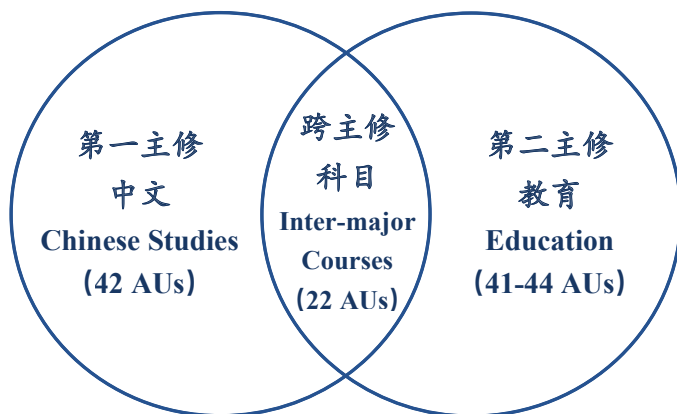 第一主修
中文
Chinese Studies
(42 AUs)
跨主修
科目
Inter-major
Courses
(22 AUs)
第二主修
教育
Education
(41-44 AUs)